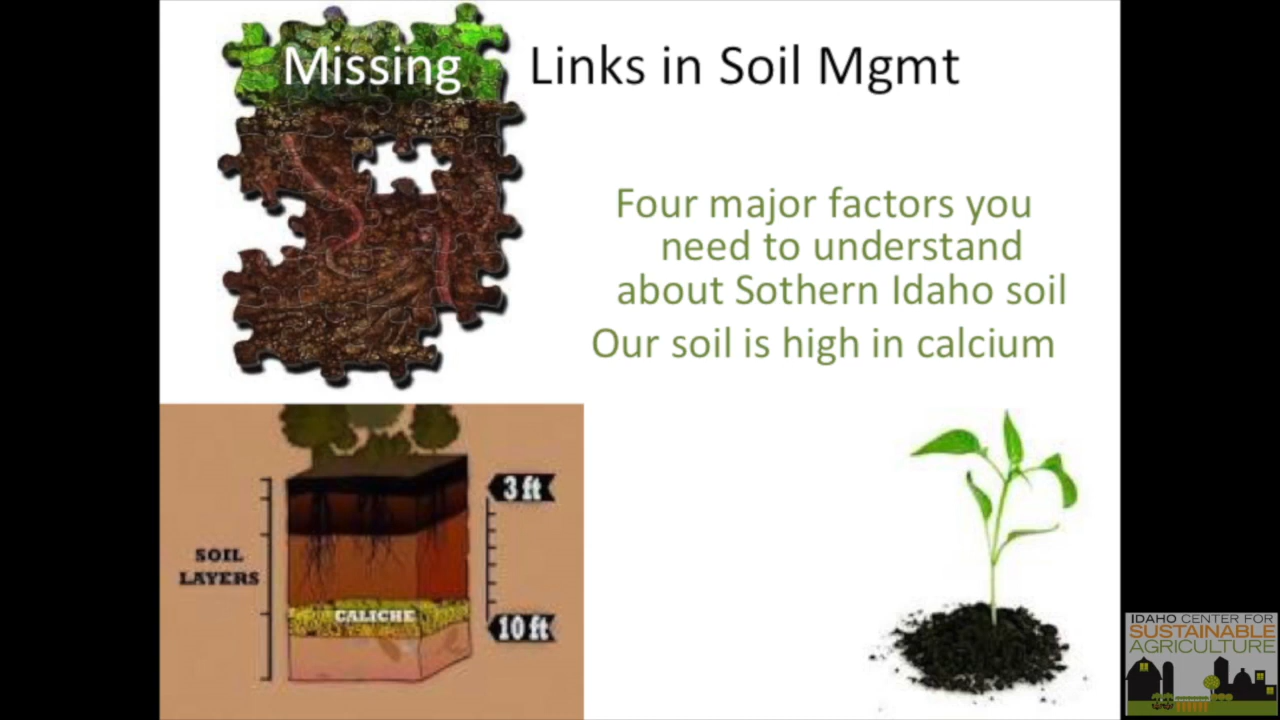 Missing Links in Soil Mgmt
Four major factors you
need to understand
about Sothern Idaho soil
Our soil is high in calcium
3 ft
SOIL
LAYERS
CALICHE
10 ft
IDAHO CENTER FOR
SUSTAINABLE
AGRICULTURE